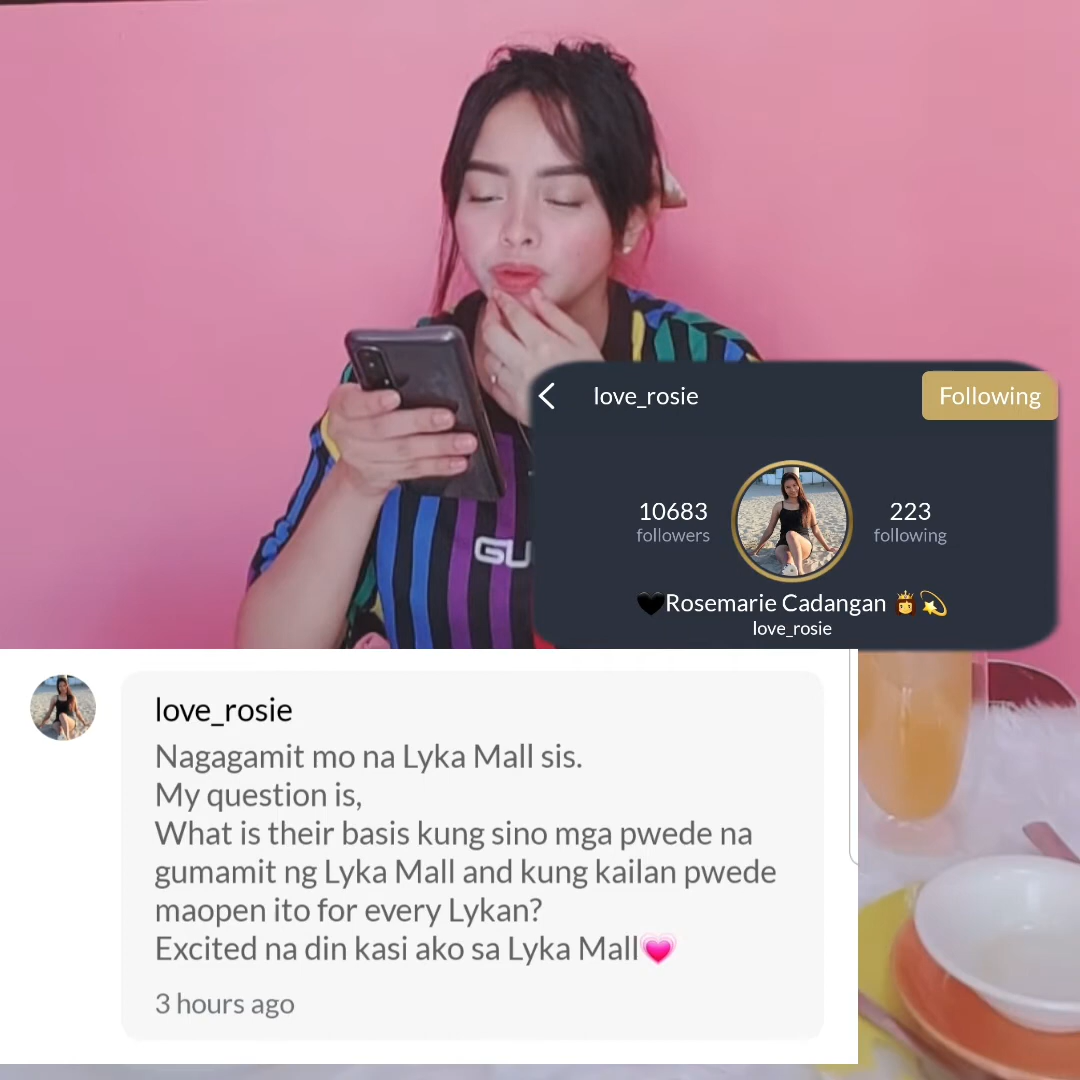 love_rosie
Following
10683
followers
223
following
🖤Rosemarie Cadangan 👸💫
love_rosie
GU
love_rosie
Nagagamit mo na Lyka Mall sis.
My question is,
What is their basis kung sino mga pwede na
gumamit ng Lyka Mall and kung kailan pwede
maopen ito for every Lykan?
Excited na din kasi ako sa Lyka Mall💗
3 hours ago